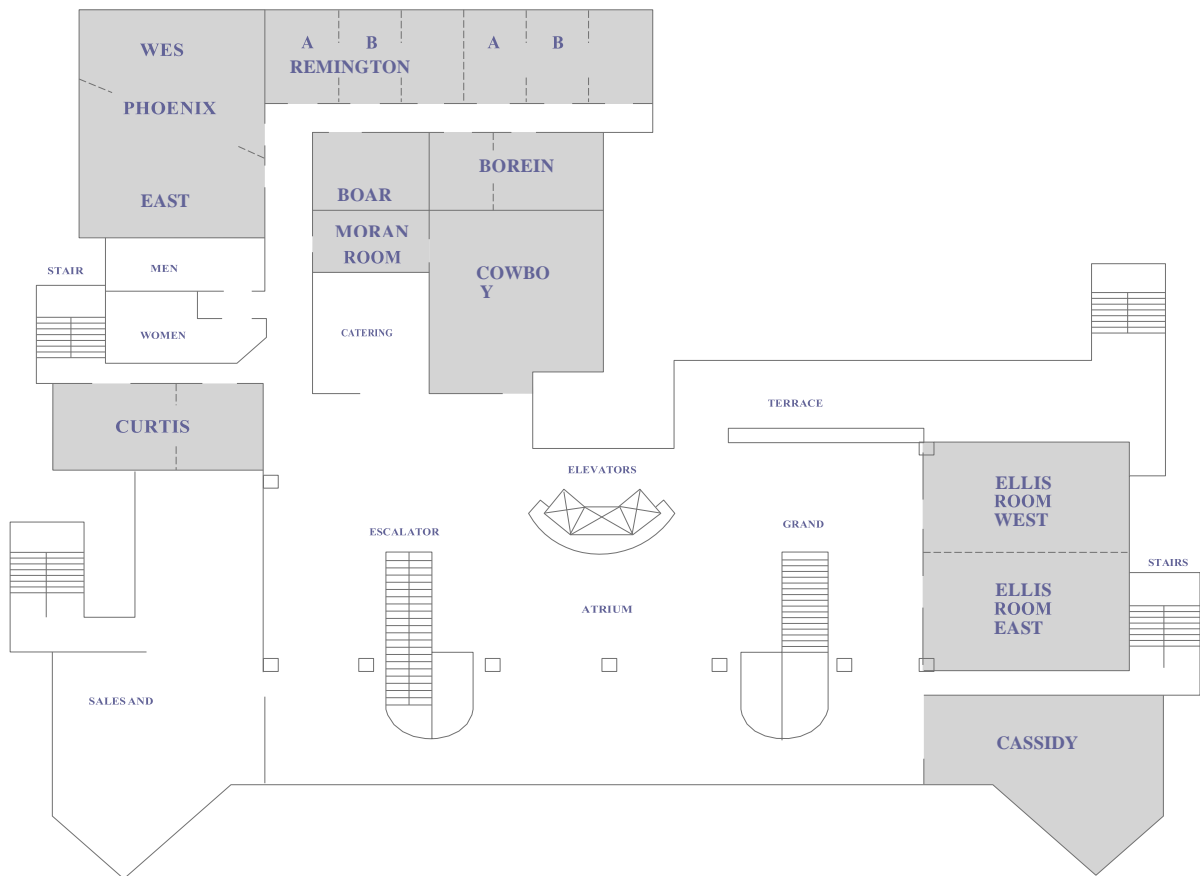 WES
PHOENIX
EAST
A B
REMINGTON
A B
BOREIN
BOAR
MORAN
ROOM
COWBO
Y
STAIR
MEN
WOMEN
CATERING
CURTIS
TERRACE
ELEVATORS
ESCALATOR
GRAND
ELLIS
ROOM
WEST
STAIRS
ELLIS
ROOM
EAST
ATRIUM
SALES AND
CASSIDY